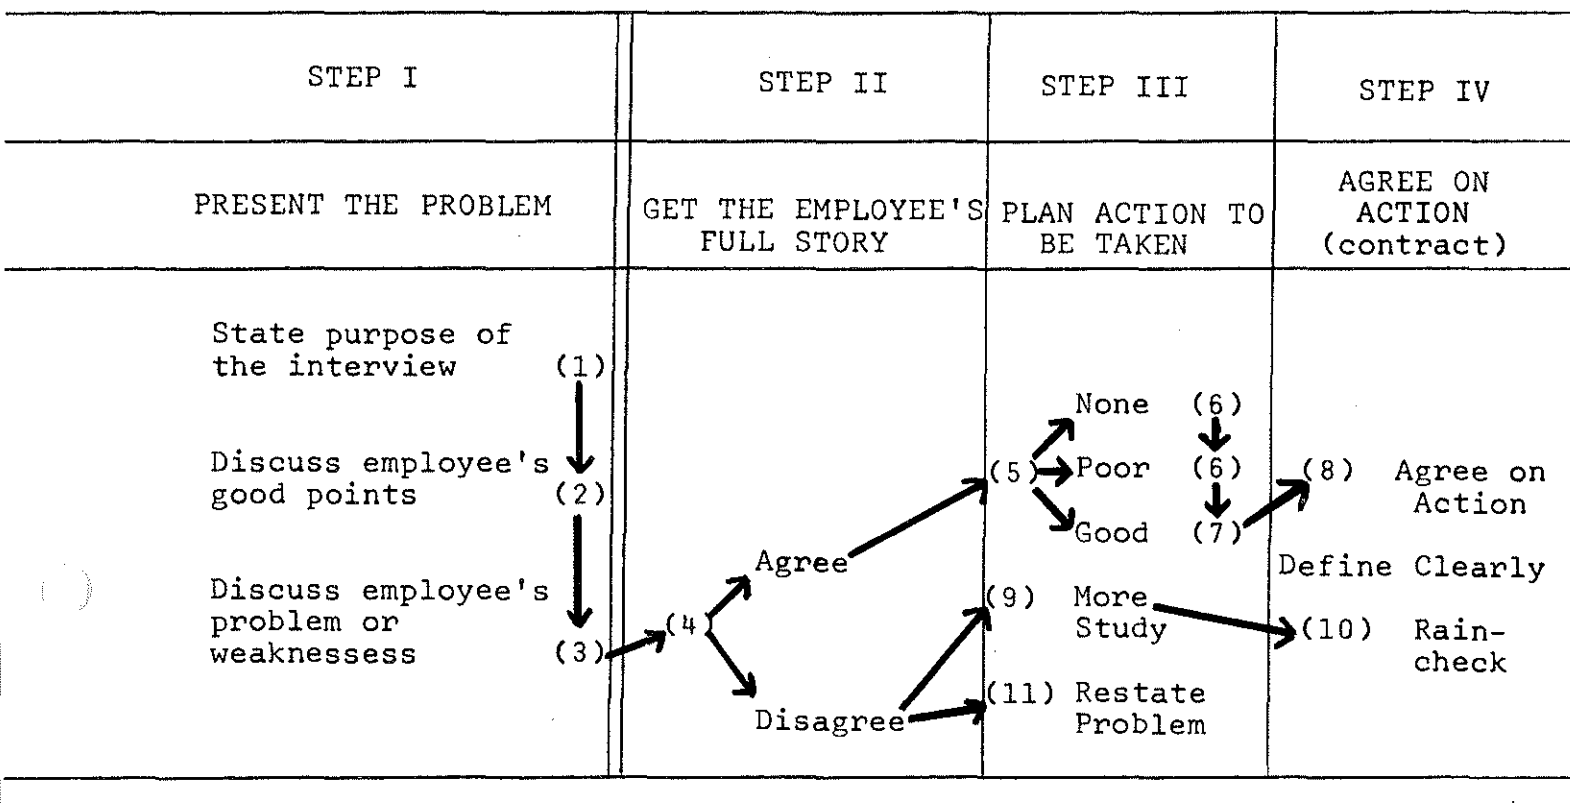 STEP I
STEP II
STEP III
STEP IV
PRESENT THE PROBLEM
GET THE EMPLOYEE'S
FULL STORY
PLAN ACTION TO
BE TAKEN
AGREE ON
ACTION
(contract)
State purpose of
the interview (1)
Discuss employee's
good points (2)
Discuss employee's
problem or
weaknessess (3)
(4)
Agree
Disagree
(5)
None (6)
Poor (6)
Good (7)
(9) More
Study
(11) Restate
Problem
(8) Agree on
Action
Define Clearly
(10) Rain-
check